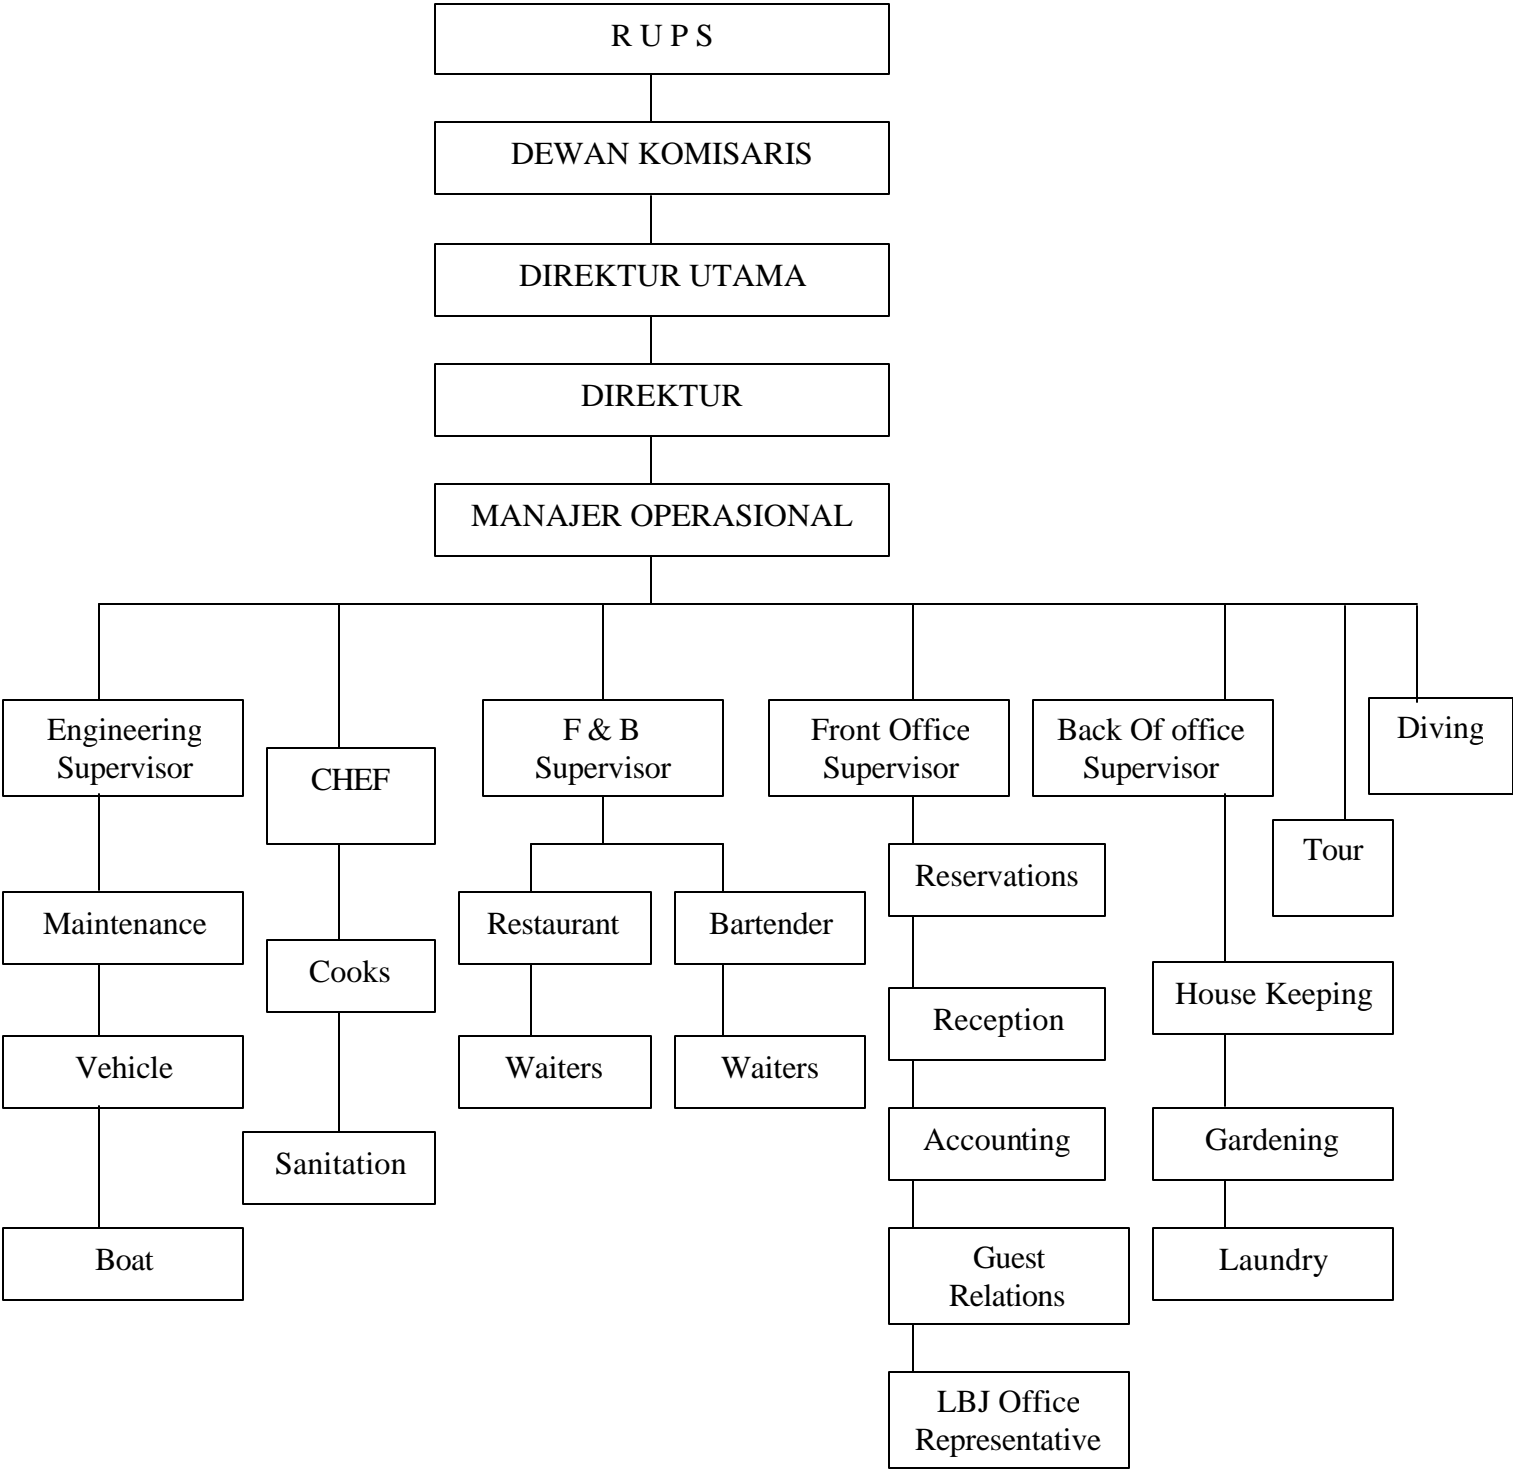 R U P S
DEWAN KOMISARIS
DIREKTUR UTAMA
DIREKTUR
MANAJER OPERASIONAL
Engineering
Supervisor
CHEF
F & B
Supervisor
Front Office
Supervisor
Back Of office
Supervisor
Diving
Tour
Maintenance
Cooks
Restaurant
Bartender
Reservations
House Keeping
Vehicle
Waiters
Waiters
Reception
Sanitation
Accounting
Gardening
Boat
Guest
Relations
Laundry
LBJ Office
Representative